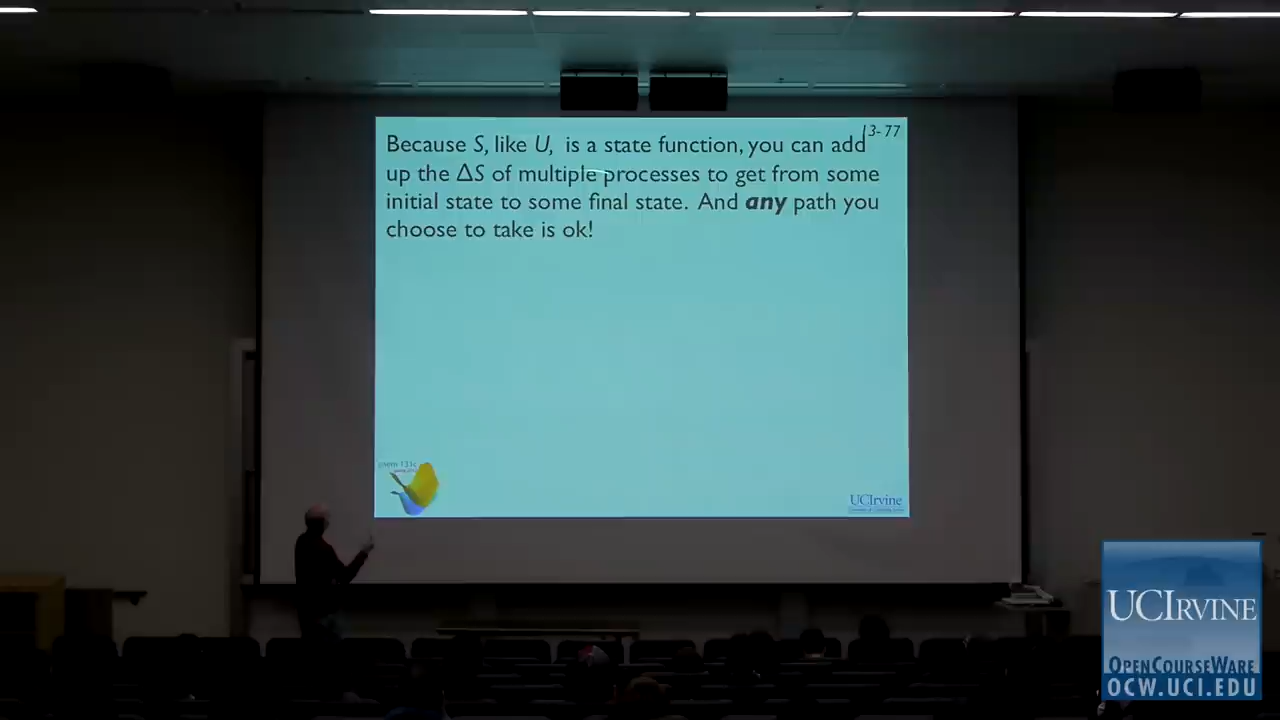 13-77
Because S, like U, is a state function, you can add
up the ΔS of multiple processes to get from some
initial state to some final state. And any path you
choose to take is ok!
UCIrvine
UCIRVINE
OPENCOURSEWARE
OCW.UCI.EDU